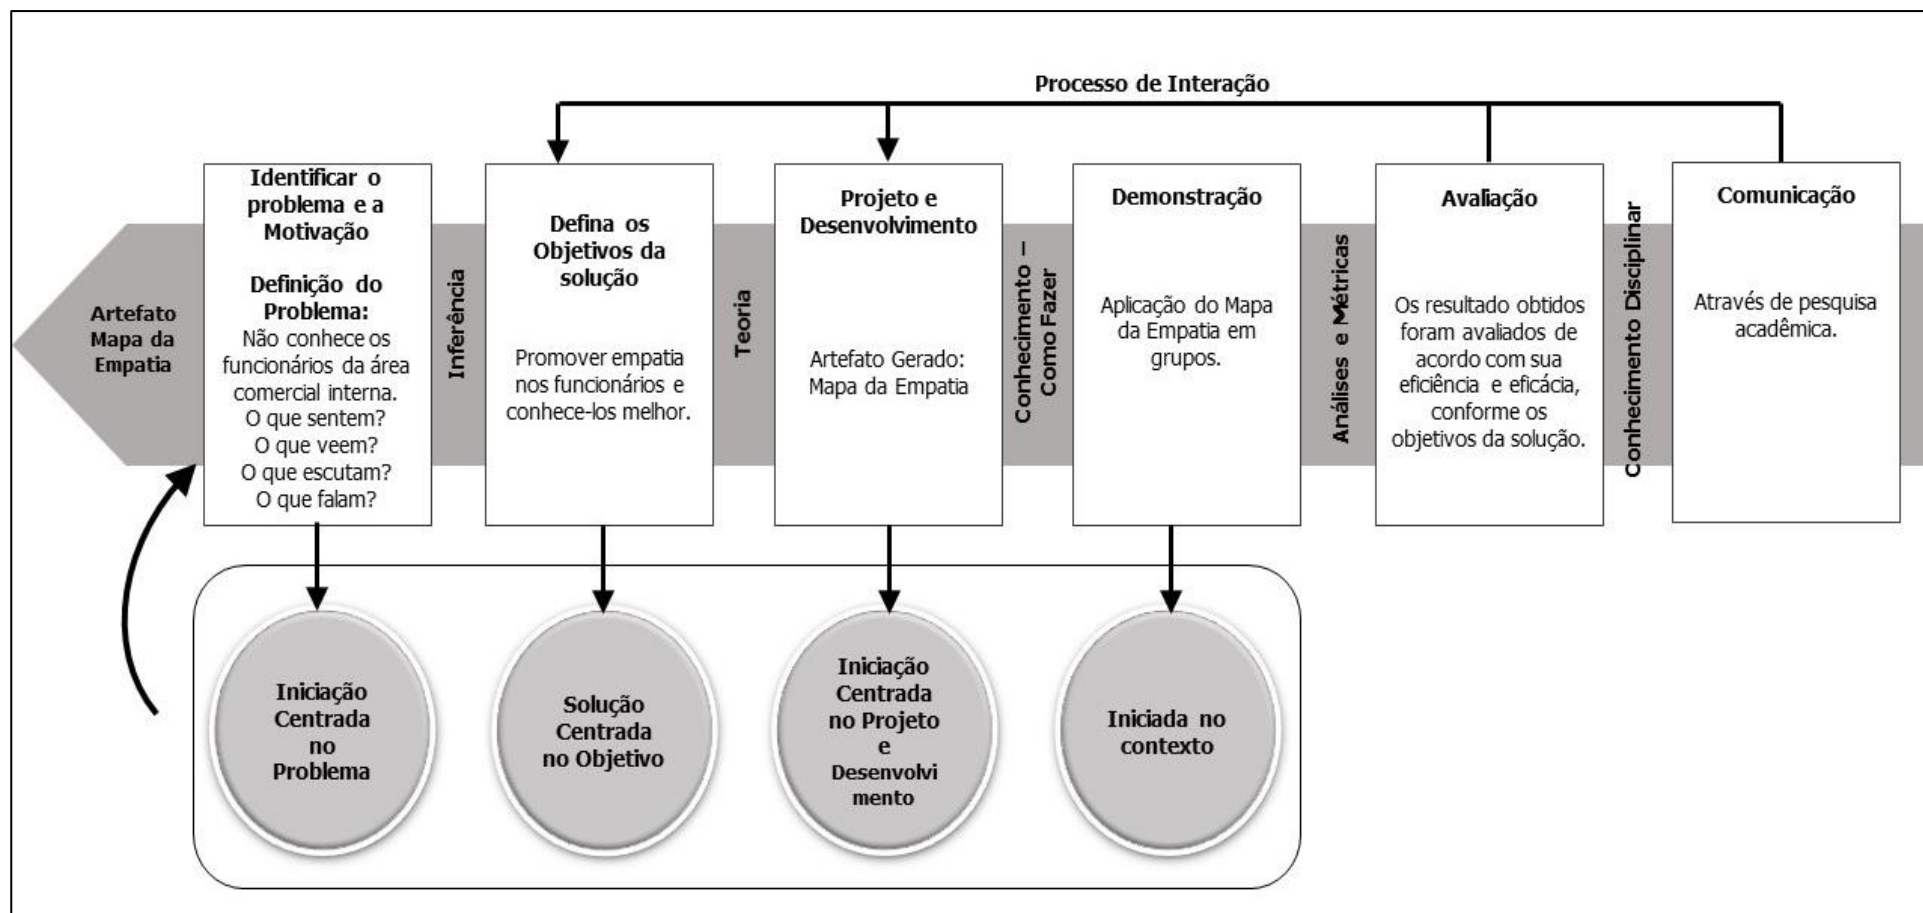 Processo de Interação
Artefato
Mapa da
Empatia
Identificar o
problema e a
Motivação
Definição do
Problema:
Não conhece os
funcionários da área
comercial interna.
O que sentem?
O que veem?
O que escutam?
O que falam?
Inferência
Defina os
Objetivos da
solução
Promover empatia
nos funcionários e
conhece-los melhor.
Teoria
Projeto e
Desenvolvimento
Artefato Gerado:
Mapa da Empatia
Conhecimento –
Como Fazer
Demonstração
Aplicação do Mapa
da Empatia em
grupos.
Análises e Métricas
Avaliação
Os resultado obtidos
foram avaliados de
acordo com sua
eficiência e eficácia,
conforme os
objetivos da solução.
Conhecimento Disciplinar
Comunicação
Através de pesquisa
acadêmica.
Iniciação
Centrada
no
Problema
Solução
Centrada
no Objetivo
Iniciação
Centrada
no Projeto
e
Desenvolvi
mento
Iniciada no
contexto